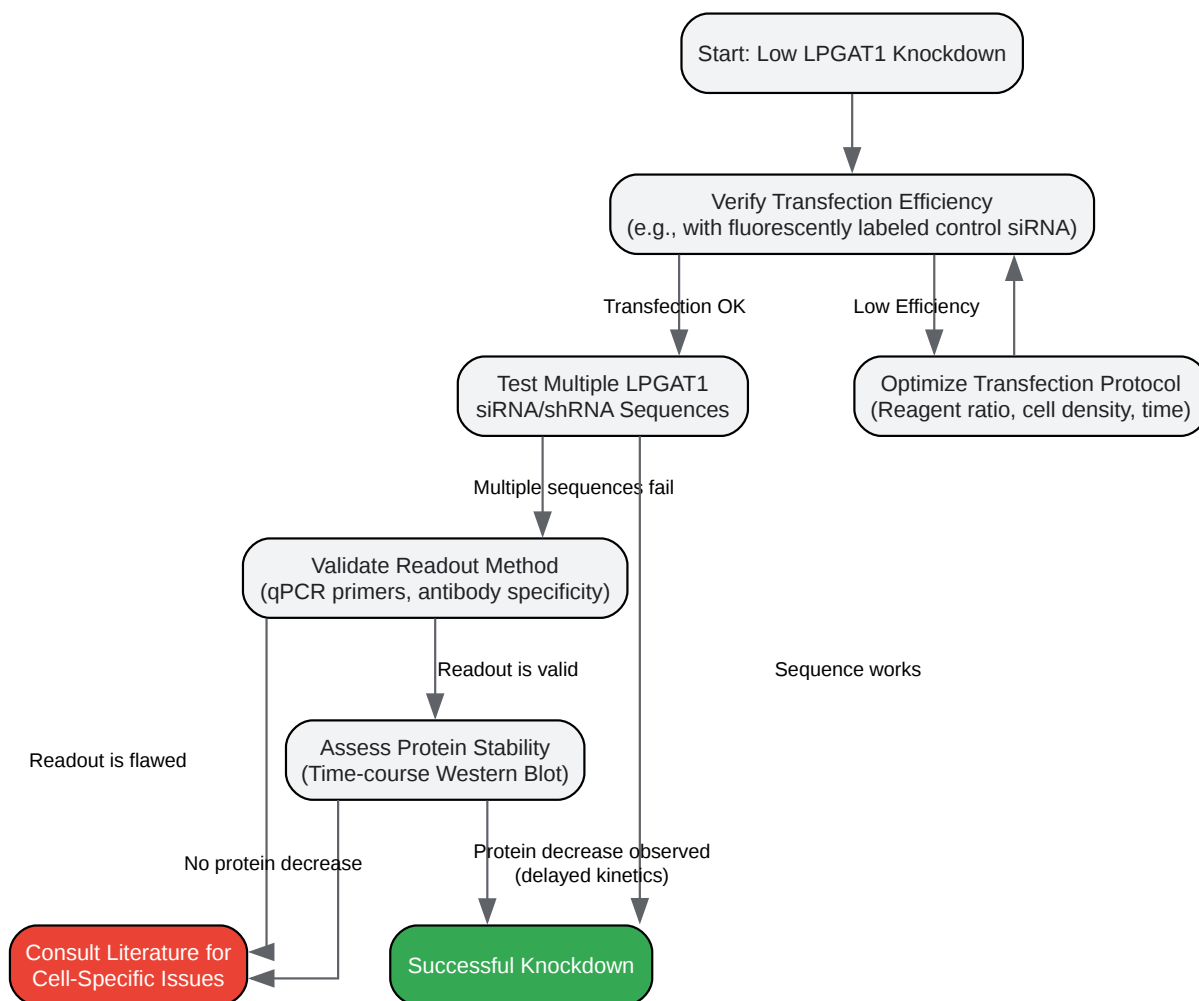 Start: Low LPGAT1 Knockdown
Verify Transfection Efficiency
(e.g., with fluorescently labeled control siRNA)
Transfection OK
Low Efficiency
Test Multiple LPGAT1
siRNA/shRNA Sequences
Optimize Transfection Protocol
(Reagent ratio, cell density, time)
Multiple sequences fail
Validate Readout Method
(qPCR primers, antibody specificity)
Readout is valid
Sequence works
Assess Protein Stability
(Time-course Western Blot)
Readout is flawed
No protein decrease
Protein decrease observed
(delayed kinetics)
Consult Literature for
Cell-Specific Issues
Successful Knockdown